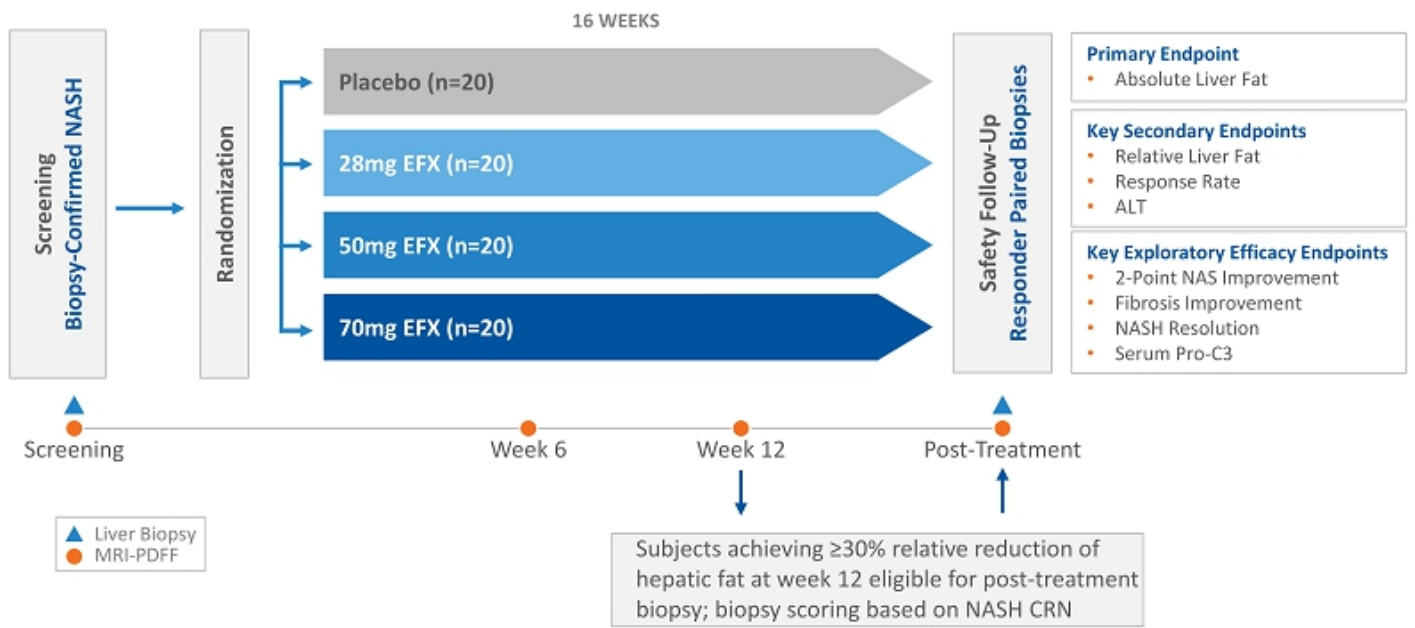 16 WEEKS
Screening
Biopsy-Confirmed NASH
Randomization
Placebo (n=20)
28mg EFX (n=20)
50mg EFX (n=20)
70mg EFX (n=20)
Safety Follow-Up
Responder Paired Biopsies
Primary Endpoint
• Absolute Liver Fat
Key Secondary Endpoints
• Relative Liver Fat
• Response Rate
• ALT
Key Exploratory Efficacy Endpoints
• 2-Point NAS Improvement
• Fibrosis Improvement
• NASH Resolution
• Serum Pro-C3
Screening
Week 6
Week 12
Post-Treatment
Liver Biopsy
MRI-PDFF
Subjects achieving ≥30% relative reduction of
hepatic fat at week 12 eligible for post-treatment
biopsy; biopsy scoring based on NASH CRN